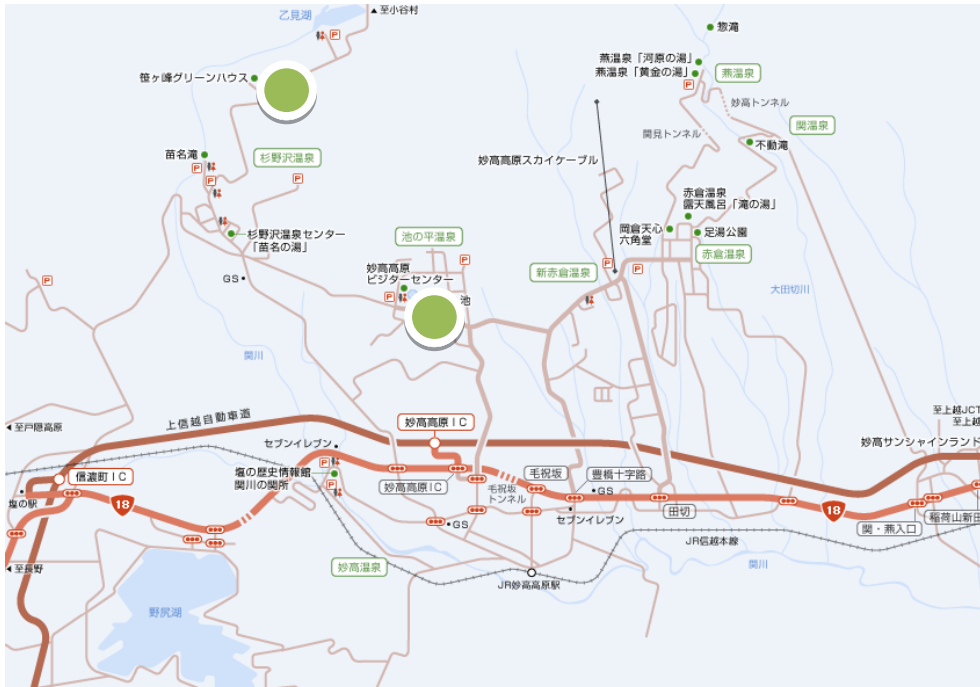 乙見湖
▲至小谷村
惣滝
燕温泉「河原の湯」
燕温泉「黄金の湯」
燕温泉
笹ヶ峰グリーンハウス
妙高トンネル
関温泉
関見トンネル
不動滝
苗名滝
杉野沢温泉
妙高高原スカイケーブル
赤倉温泉
露天風呂「滝の湯」
岡倉天心
六角堂
足湯公園
赤倉温泉
杉野沢温泉センター
「苗名の湯」
池の平温泉
妙高高原
ビジターセンター
新赤倉温泉
GS
池
大田切川
関川
上信越自動車道
妙高高原IC
至上越JCT
至上越
◀至戸隠高原
セブンイレブン
妙高サンシャインランド
信濃町IC
塩の歴史情報館
関川の関所
妙高高原IC
毛祝坂
トンネル
毛祝坂
豊橋十字路
GS
塩の駅
18
GS
セブンイレブン
田切
18
関・燕入口
稲荷山新田
JR信越本線
◀至長野
妙高温泉
JR妙高高原駅
関川
野尻湖
P
P
P
P
P
P
P
P
P
P
P
P
P